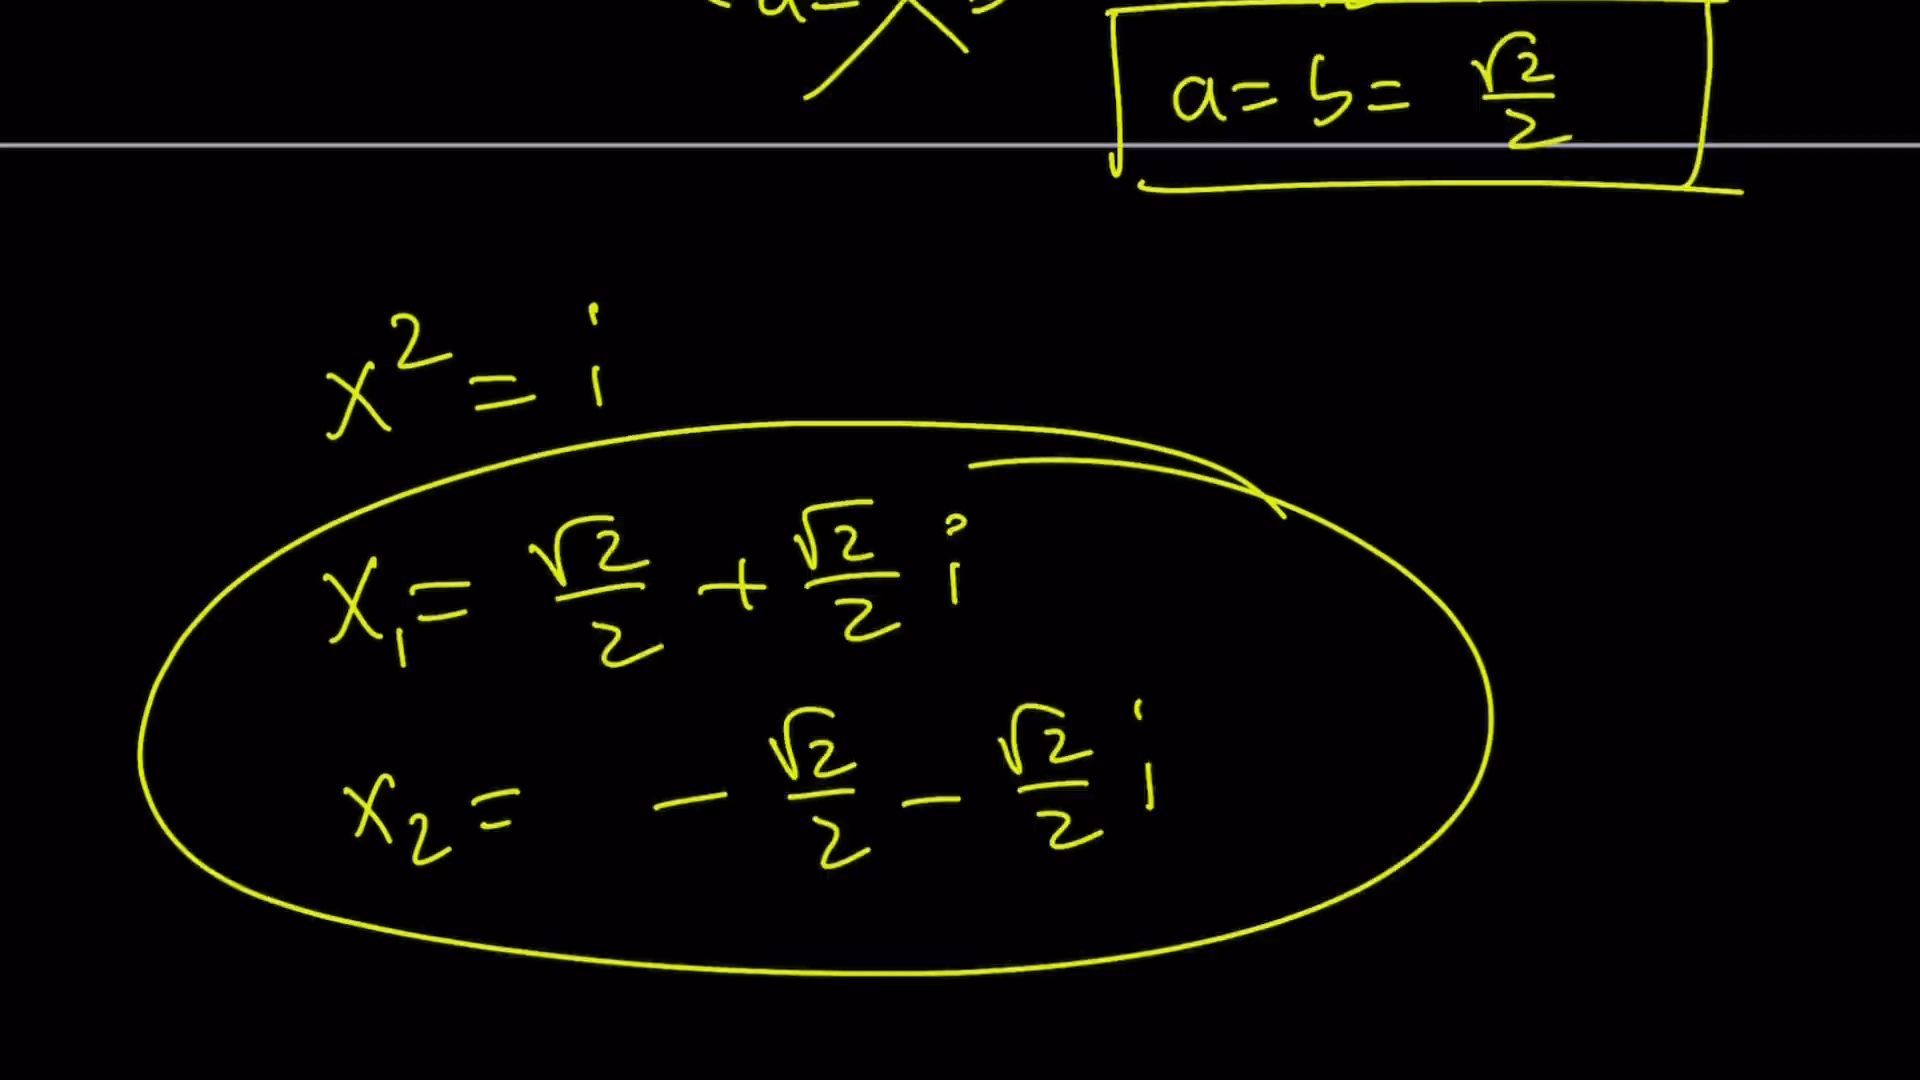 a = b = √2/2
x² = i
x₁ = √2/2 + √2/2 i
x₂ = - √2/2 - √2/2 i